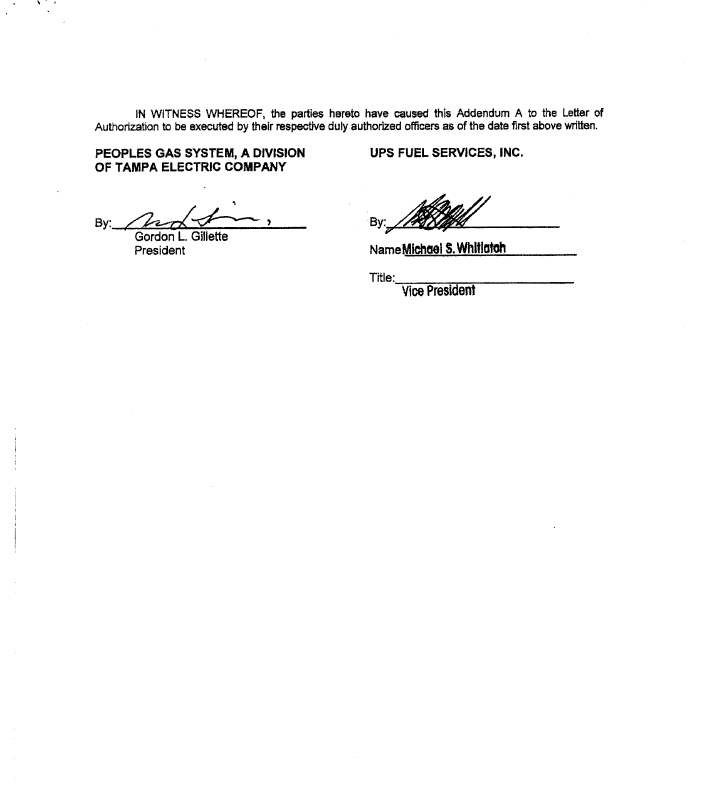 IN WITNESS WHEREOF, the parties hereto have caused this Addendum A to the Letter of
Authorization to be executed by their respective duly authorized officers as of the date first above written.
PEOPLES GAS SYSTEM, A DIVISION
OF TAMPA ELECTRIC COMPANY
By:
Gordon L. Gillette
President
UPS FUEL SERVICES, INC.
By:
Name Michael S. Whitlatch
Title:
Vice President